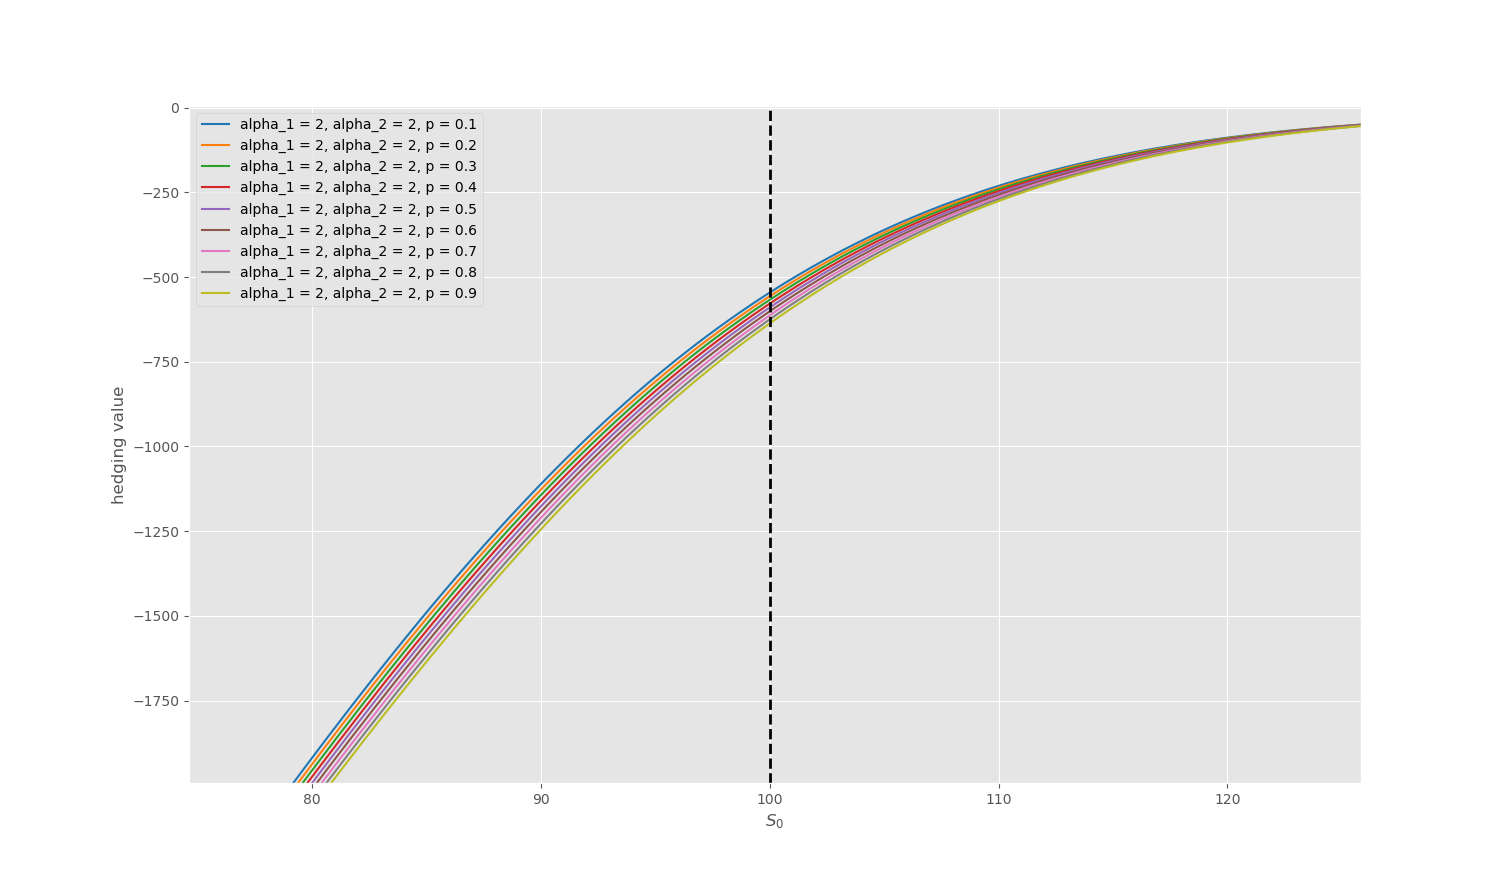 0
−250
−500
−750
−1000
−1250
−1500
−1750
hedging value
alpha_1 = 2, alpha_2 = 2, p = 0.1
alpha_1 = 2, alpha_2 = 2, p = 0.2
alpha_1 = 2, alpha_2 = 2, p = 0.3
alpha_1 = 2, alpha_2 = 2, p = 0.4
alpha_1 = 2, alpha_2 = 2, p = 0.5
alpha_1 = 2, alpha_2 = 2, p = 0.6
alpha_1 = 2, alpha_2 = 2, p = 0.7
alpha_1 = 2, alpha_2 = 2, p = 0.8
alpha_1 = 2, alpha_2 = 2, p = 0.9
80 90 100 110 120
S₀